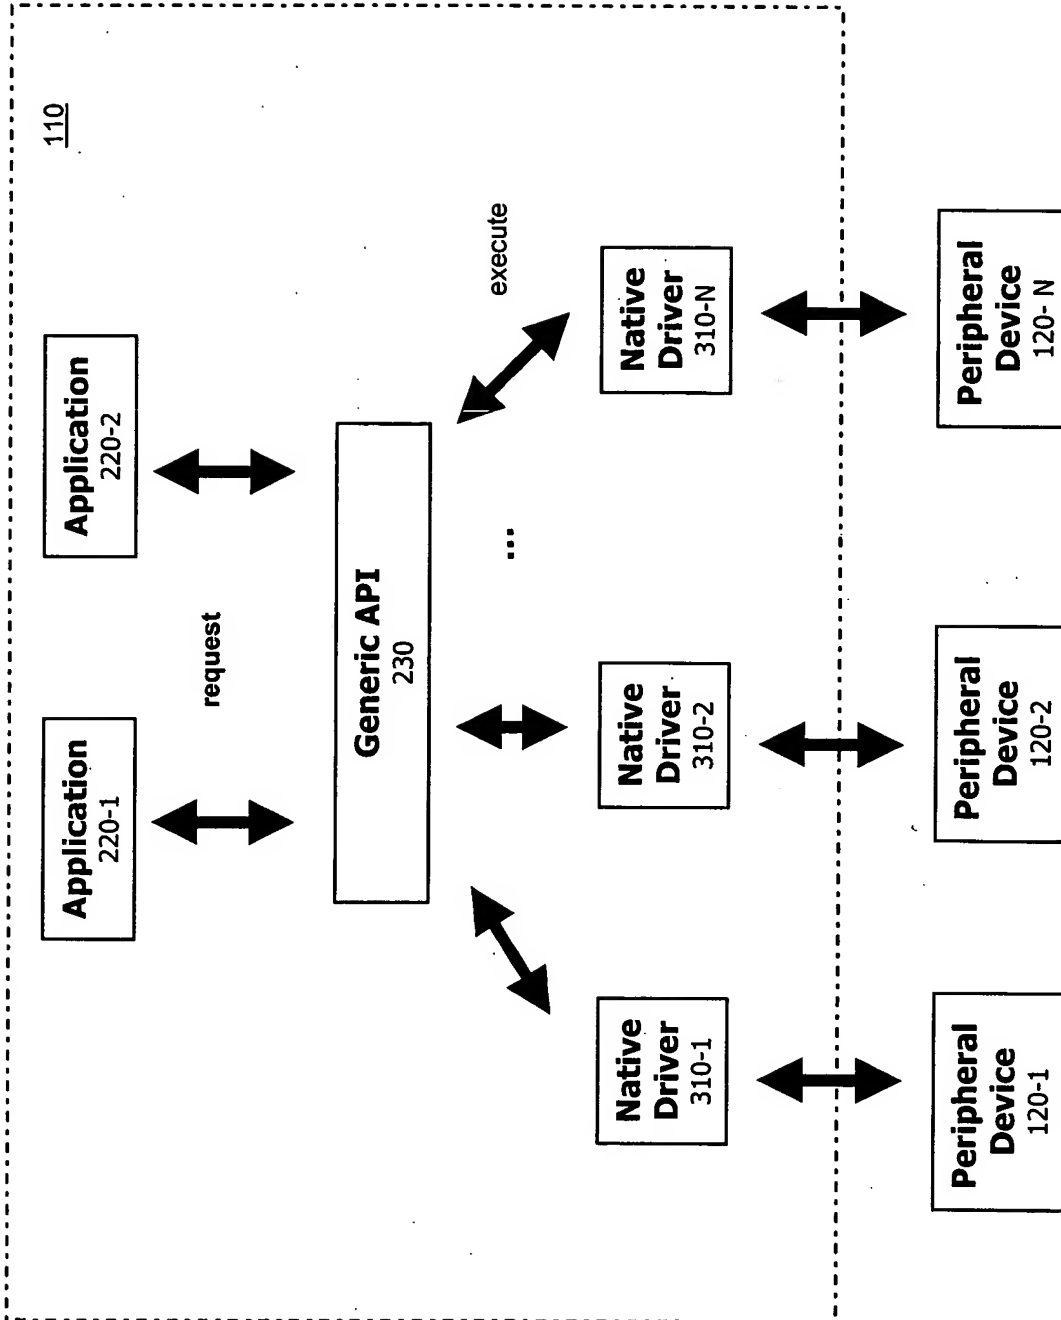 110
Application
220-1
Application
220-2
request
Generic API
230
execute
...
Native
Driver
310-1
Native
Driver
310-2
Native
Driver
310-N
Peripheral
Device
120-1
Peripheral
Device
120-2
Peripheral
Device
120- N